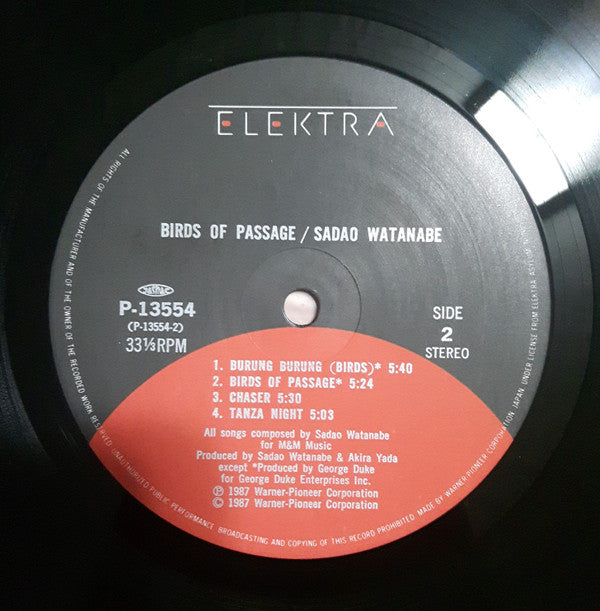 ELEKTRA
BIRDS OF PASSAGE / SADAO WATANABE
JASRAC
P-13554
(P-13554-2)
33⅓RPM
SIDE
2
STEREO
1. BURUNG BURUNG (BIRDS)* 5:40
2. BIRDS OF PASSAGE* 5:24
3. CHASER 5:30
4. TANZA NIGHT 5:03
All songs composed by Sadao Watanabe
for M&M Music
Produced by Sadao Watanabe & Akira Yada
except *Produced by George Duke
for George Duke Enterprises Inc.
℗ 1987 Warner-Pioneer Corporation
© 1987 Warner-Pioneer Corporation
ALL RIGHTS OF THE MANUFACTURER AND OF THE OWNER OF THE RECORDED WORK RESERVED. UNAUTHORIZED PUBLIC PERFORMANCE BROADCASTING AND COPYING OF THIS RECORD PROHIBITED. MADE BY WARNER-PIONEER CORPORATION, JAPAN. UNDER LICENSE FROM ELEKTRA ASYLUM